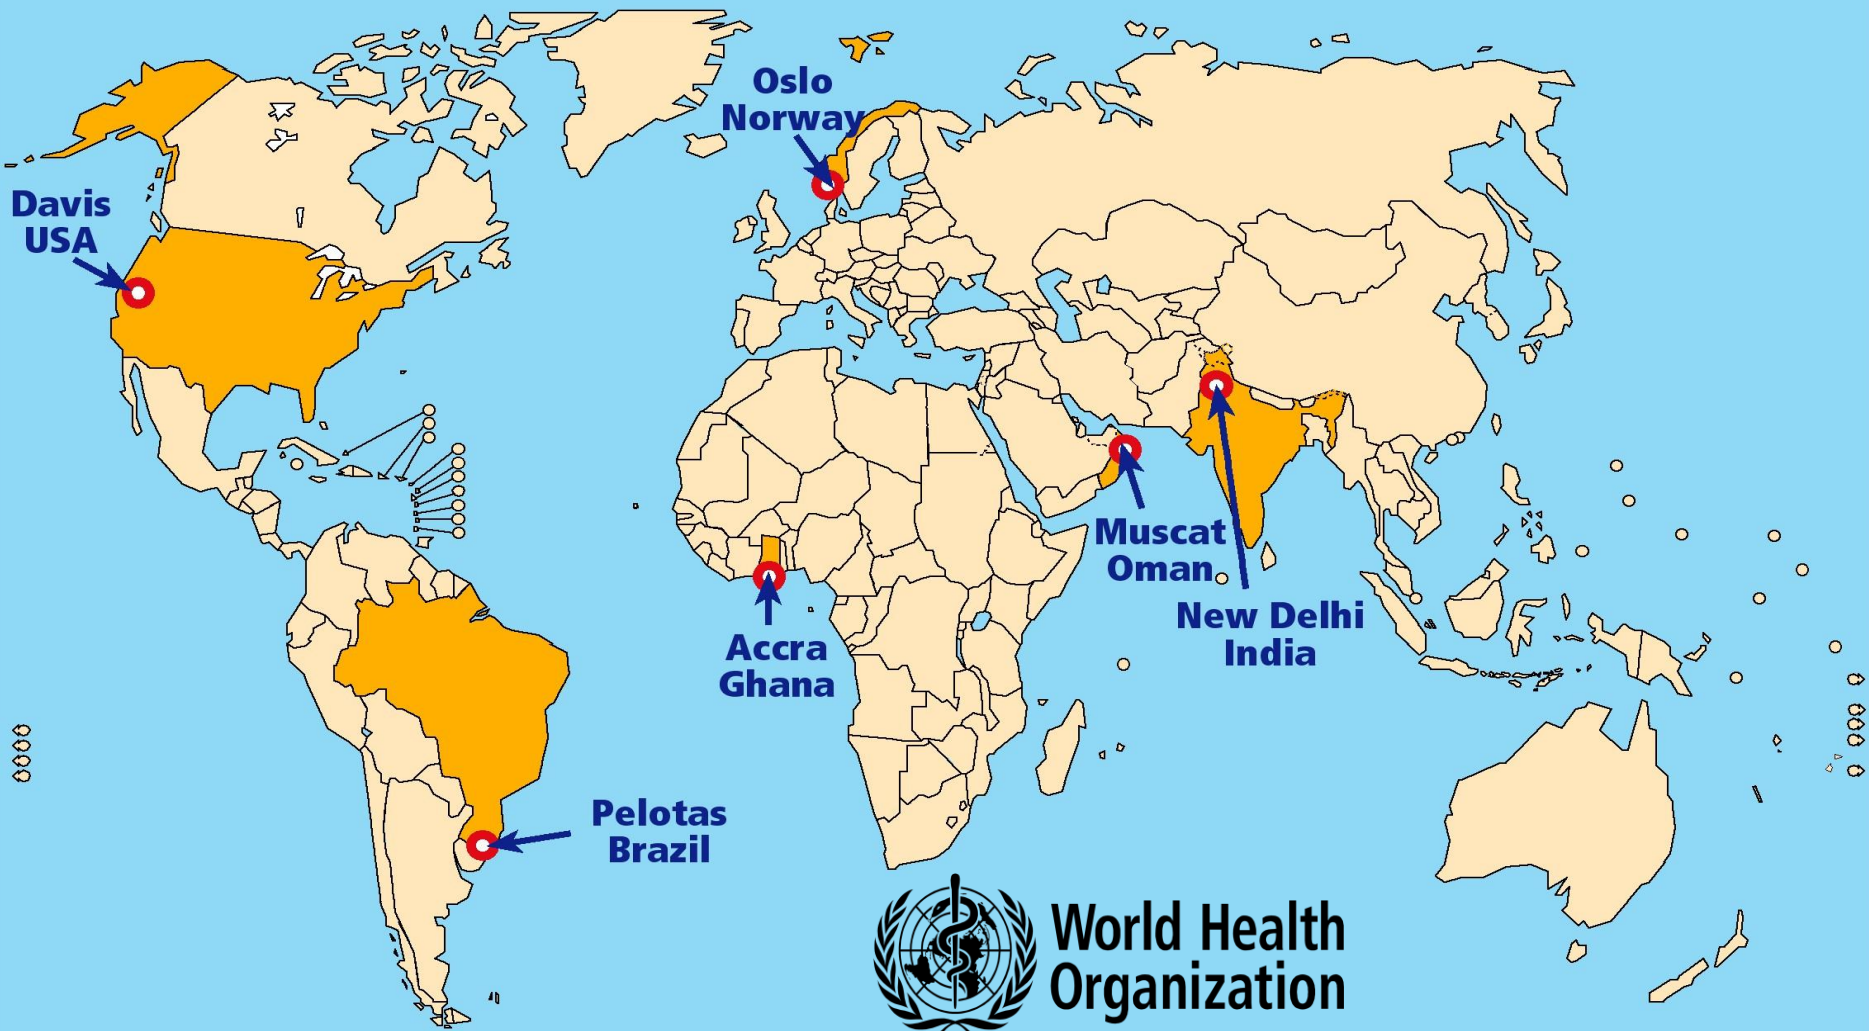 Oslo
Norway
Davis
USA
Muscat
Oman
New Delhi
India
Accra
Ghana
Pelotas
Brazil
World Health
Organization